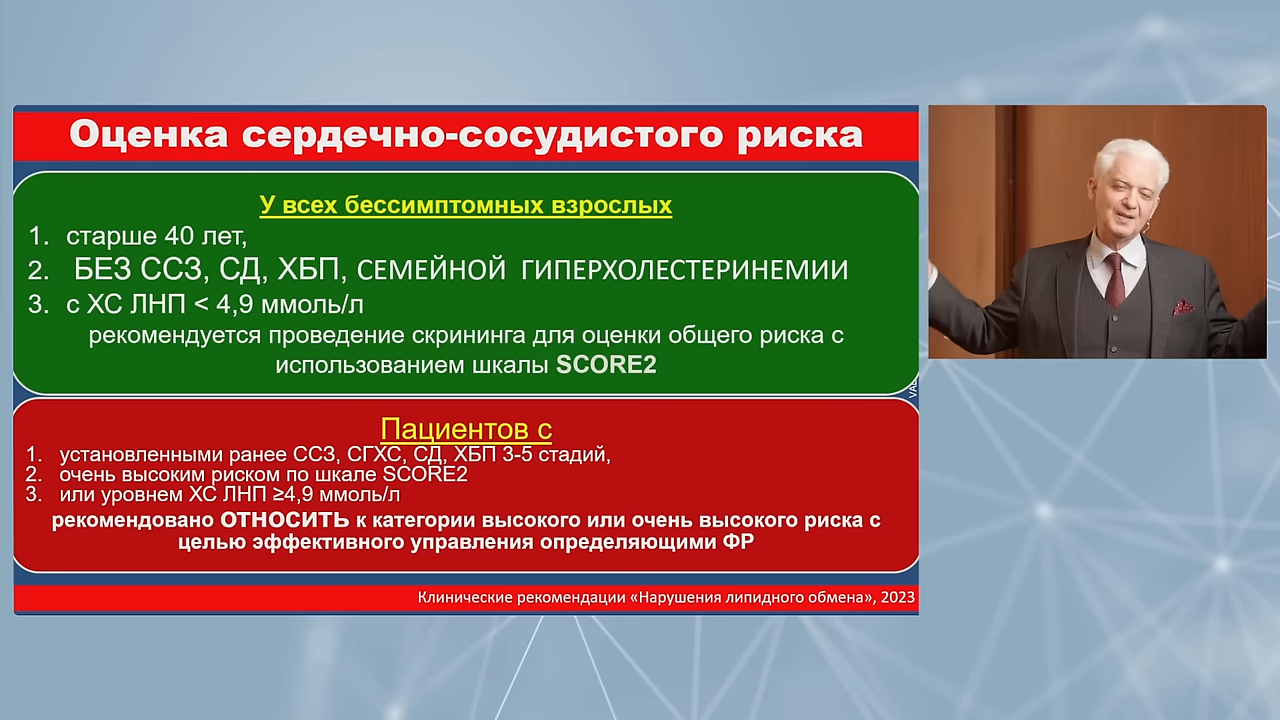 Оценка сердечно-сосудистого риска
У всех бессимптомных взрослых
1. старше 40 лет,
2. БЕЗ ССЗ, СД, ХБП, СЕМЕЙНОЙ ГИПЕРХОЛЕСТЕРИНЕМИИ
3. с ХС ЛНП < 4,9 ммоль/л
рекомендуется проведение скрининга для оценки общего риска с
использованием шкалы SCORE2
Пациентов с
1. установленными ранее ССЗ, СГХС, СД, ХБП 3-5 стадий,
2. очень высоким риском по шкале SCORE2
3. или уровнем ХС ЛНП ≥4,9 ммоль/л
рекомендовано ОТНОСИТЬ к категории высокого или очень высокого риска с
целью эффективного управления определяющими ФР
Клинические рекомендации «Нарушения липидного обмена», 2023